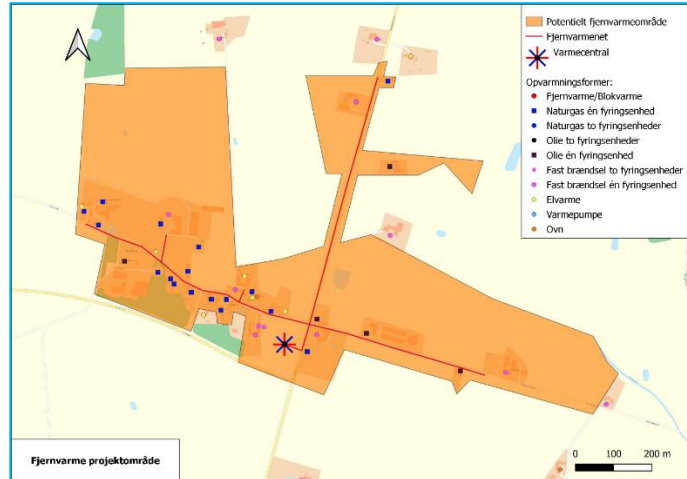 Potentielt fjernvarmeområde
Fjernvarmenet
Varmecentral
Opvarmningsformer:
Fjernvarme/Blokvarme
Naturgas én fyringsenhed
Naturgas to fyringsenheder
Olie to fyringsenheder
Olie én fyringsenhed
Fast brændsel to fyringsenheder
Fast brændsel én fyringsenhed
Elvarme
Varmepumpe
Ovn
Fjernvarme projektområde
0 100 200 m